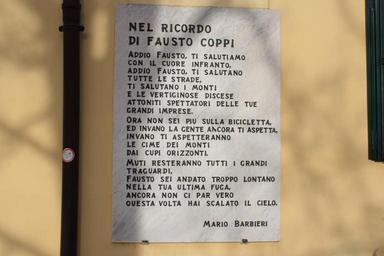 NEL RICORDO
DI FAUSTO COPPI
ADDIO FAUSTO, TI SALUTIAMO
CON IL CUORE INFRANTO,
ADDIO FAUSTO, TI SALUTANO
TUTTE LE STRADE,
TI SALUTANO I MONTI
E LE VERTIGINOSE DISCESE
ATTONITI SPETTATORI DELLE TUE
GRANDI IMPRESE.
ORA NON SEI PIU SULLA BICICLETTA,
ED INVANO LA GENTE ANCORA TI ASPETTA,
INVANO TI ASPETTERANNO
LE CIME DEI MONTI
DAI CUPI ORIZZONTI.
MUTI RESTERANNO TUTTI I GRANDI
TRAGUARDI,
FAUSTO SEI ANDATO TROPPO LONTANO
NELLA TUA ULTIMA FUGA.
ANCORA NON CI PAR VERO
QUESTA VOLTA HAI SCALATO IL CIELO.
MARIO BARBIERI